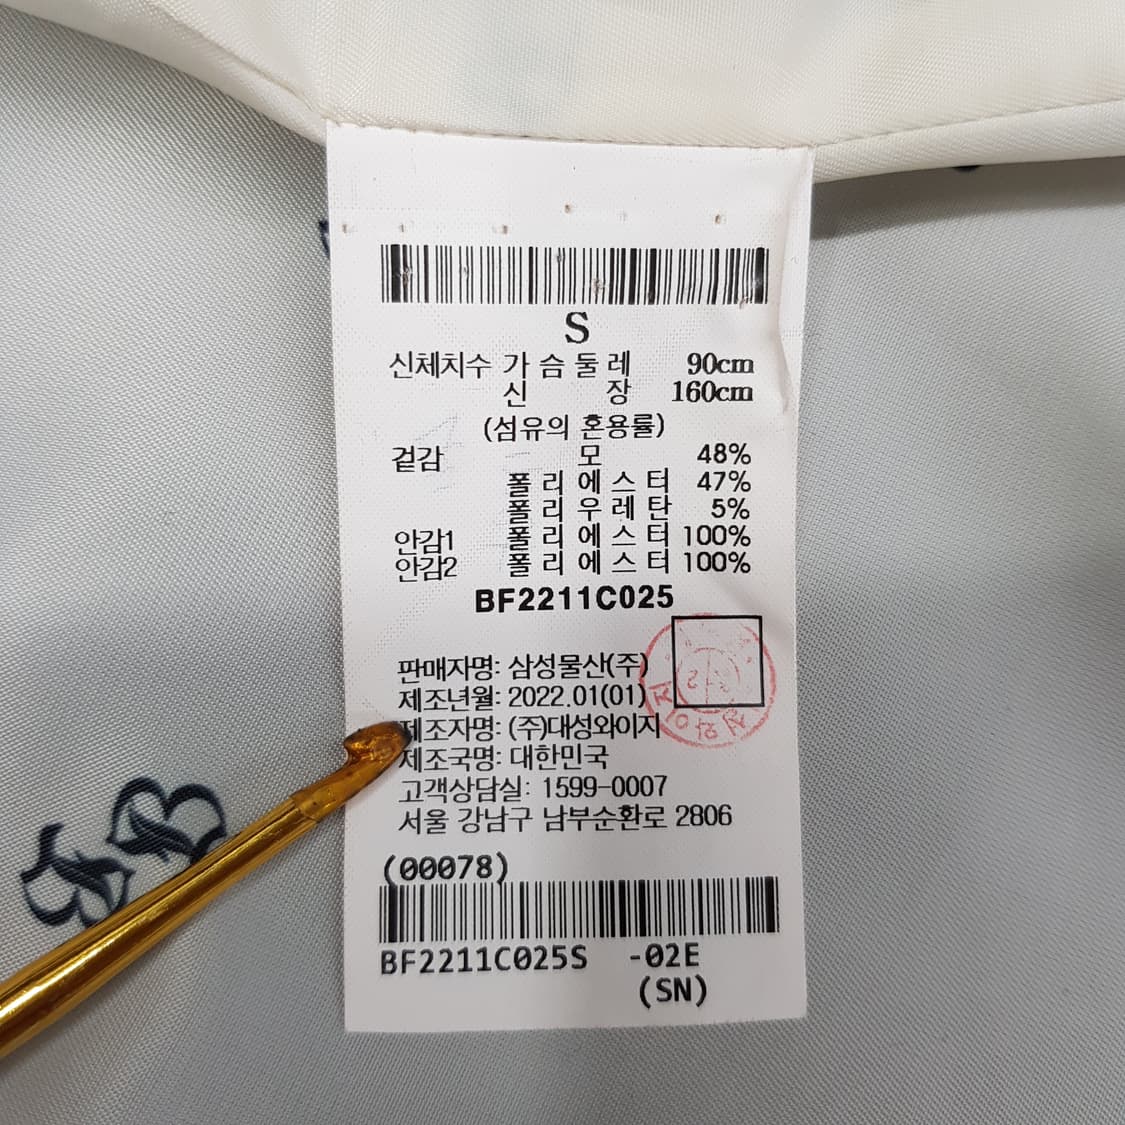 S
신체치수 가슴둘레 90cm
신장 160cm
(섬유의 혼용률)
겉감 모 48%
폴리에스터 47%
폴리우레탄 5%
안감1 폴리에스터 100%
안감2 폴리에스터 100%
BF2211C025
판매자명: 삼성물산(주)
제조년월: 2022.01(01)
제조자명: (주)대성와이지
제조국명: 대한민국
고객상담실: 1599-0007
서울 강남구 남부순환로 2806
(00078)
BF2211C025S -02E
(SN)